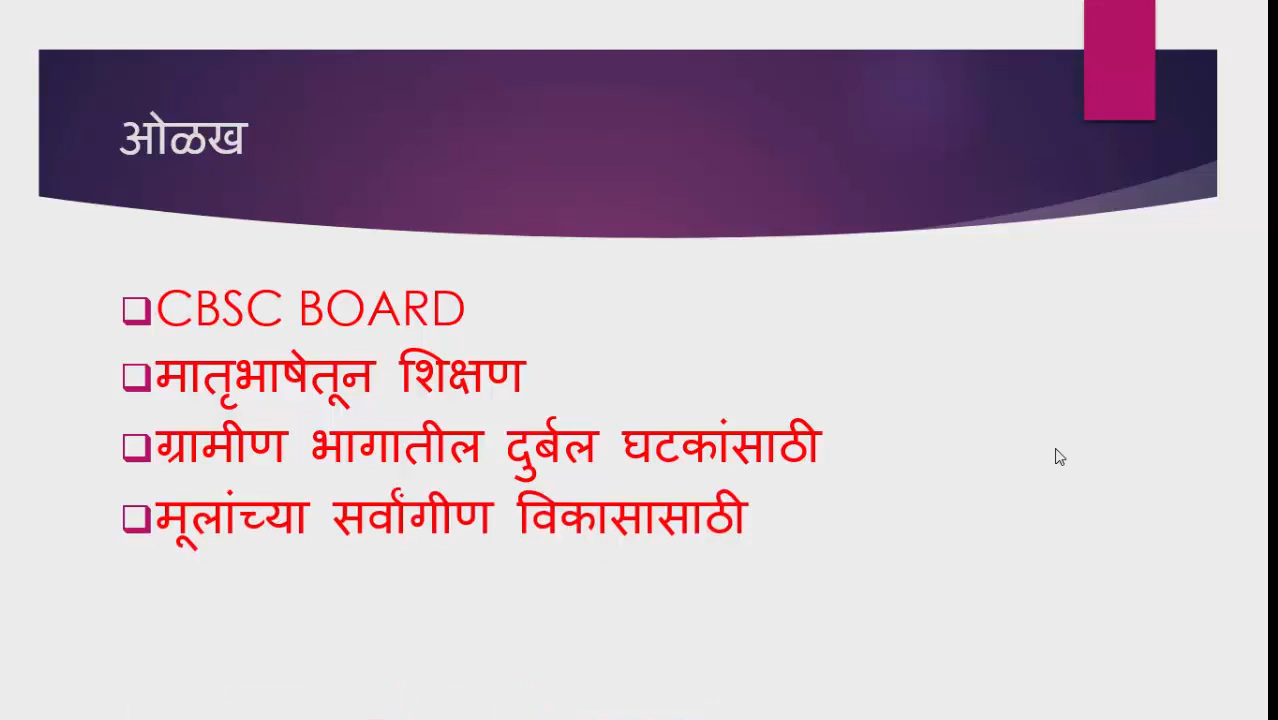 ओळख
CBSC BOARD
मातृभाषेतून शिक्षण
ग्रामीण भागातील दुर्बल घटकांसाठी
मूलांच्या सर्वांगीण विकासासाठी